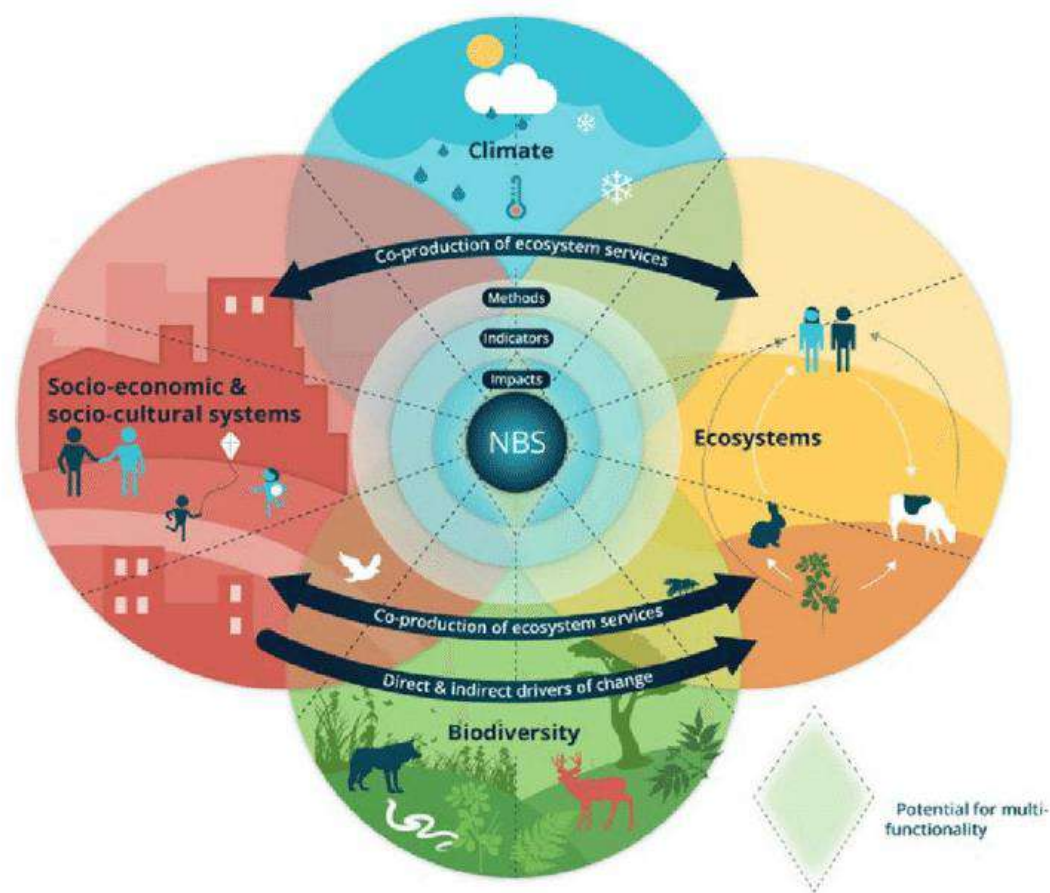 Climate
Co-production of ecosystem services
Methods
Indicators
Impacts
NBS
Socio-economic &
socio-cultural systems
Ecosystems
Co-production of ecosystem services
Direct & indirect drivers of change
Biodiversity
Potential for multi-
functionality